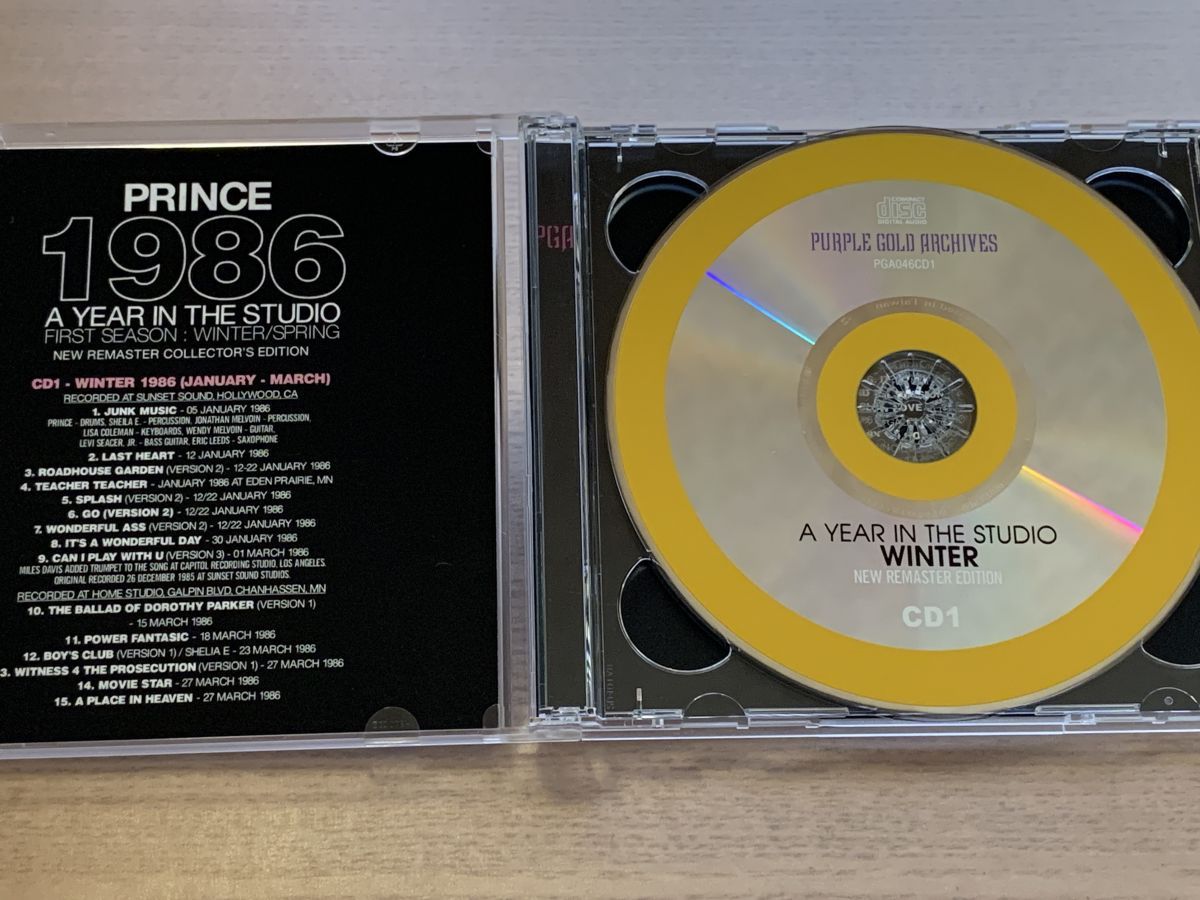 PRINCE
1986
A YEAR IN THE STUDIO
FIRST SEASON : WINTER/SPRING
NEW REMASTER COLLECTOR'S EDITION
CD1 - WINTER 1986 (JANUARY - MARCH)
RECORDED AT SUNSET SOUND, HOLLYWOOD, CA
1. JUNK MUSIC - 05 JANUARY 1986
PRINCE - DRUMS, SHEILA E. - PERCUSSION, JONATHAN MELVOIN - PERCUSSION,
LISA COLEMAN - KEYBOARDS, WENDY MELVOIN - GUITAR,
LEVI SEACER, JR. - BASS GUITAR, ERIC LEEDS - SAXOPHONE
2. LAST HEART - 12 JANUARY 1986
3. ROADHOUSE GARDEN (VERSION 2) - 12-22 JANUARY 1986
4. TEACHER TEACHER - JANUARY 1986 AT EDEN PRAIRIE, MN
5. SPLASH (VERSION 2) - 12/22 JANUARY 1986
6. GO (VERSION 2) - 12/22 JANUARY 1986
7. WONDERFUL ASS (VERSION 2) - 12/22 JANUARY 1986
8. IT'S A WONDERFUL DAY - 30 JANUARY 1986
9. CAN I PLAY WITH U (VERSION 3) - 01 MARCH 1986
MILES DAVIS ADDED TRUMPET TO THE SONG AT CAPITOL RECORDING STUDIO, LOS ANGELES.
ORIGINAL RECORDED 26 DECEMBER 1985 AT SUNSET SOUND STUDIOS.
RECORDED AT HOME STUDIO, GALPIN BLVD, CHANHASSEN, MN
10. THE BALLAD OF DOROTHY PARKER (VERSION 1)
- 15 MARCH 1986
11. POWER FANTASIC - 18 MARCH 1986
12. BOY'S CLUB (VERSION 1) / SHELIA E - 23 MARCH 1986
3. WITNESS 4 THE PROSECUTION (VERSION 1) - 27 MARCH 1986
14. MOVIE STAR - 27 MARCH 1986
15. A PLACE IN HEAVEN - 27 MARCH 1986
PGA
COMPACT
disc
DIGITAL AUDIO
PURPLE GOLD ARCHIVES
PGA046CD1
A YEAR IN THE STUDIO
WINTER
NEW REMASTER EDITION
CD1